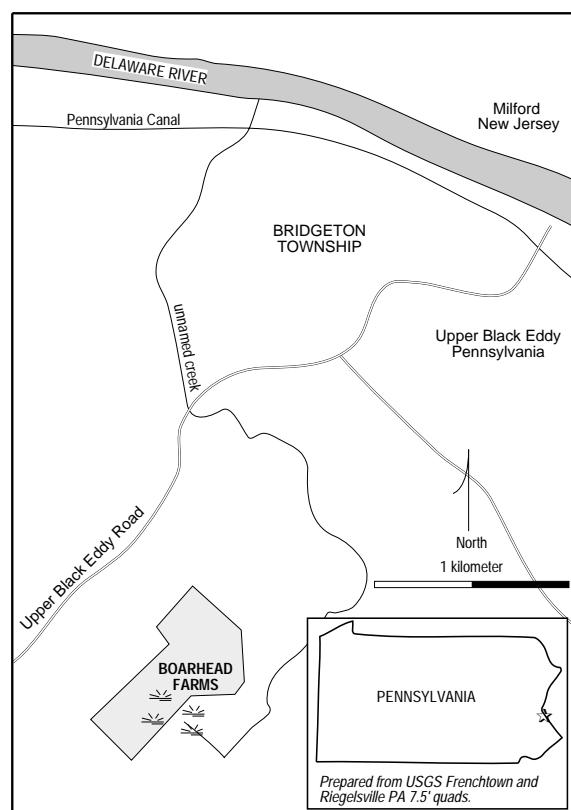 DELAWARE RIVER
Pennsylvania Canal
Milford
New Jersey
BRIDGETON
TOWNSHIP
unnamed creek
Upper Black Eddy
Pennsylvania
Upper Black Eddy Road
North
1 kilometer
BOARHEAD
FARMS
PENNSYLVANIA
Prepared from USGS Frenchtown and
Riegelsville PA 7.5' quads.